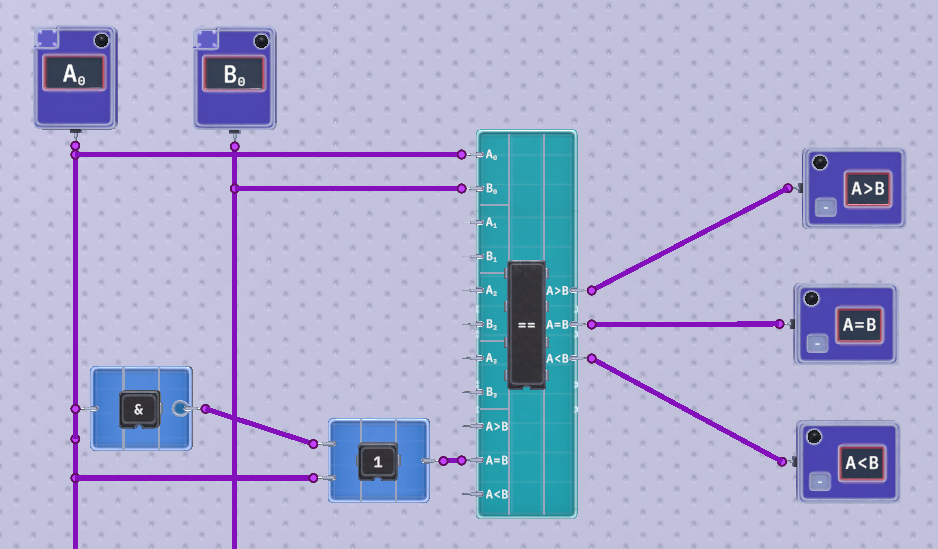 A₀
B₀
A₀
B₀
A₁
B₁
A₂
B₂
A₃
B₃
A>B
A=B
A<B
==
A>B
A=B
A<B
A>B
-
A=B
-
A<B
-
&
1